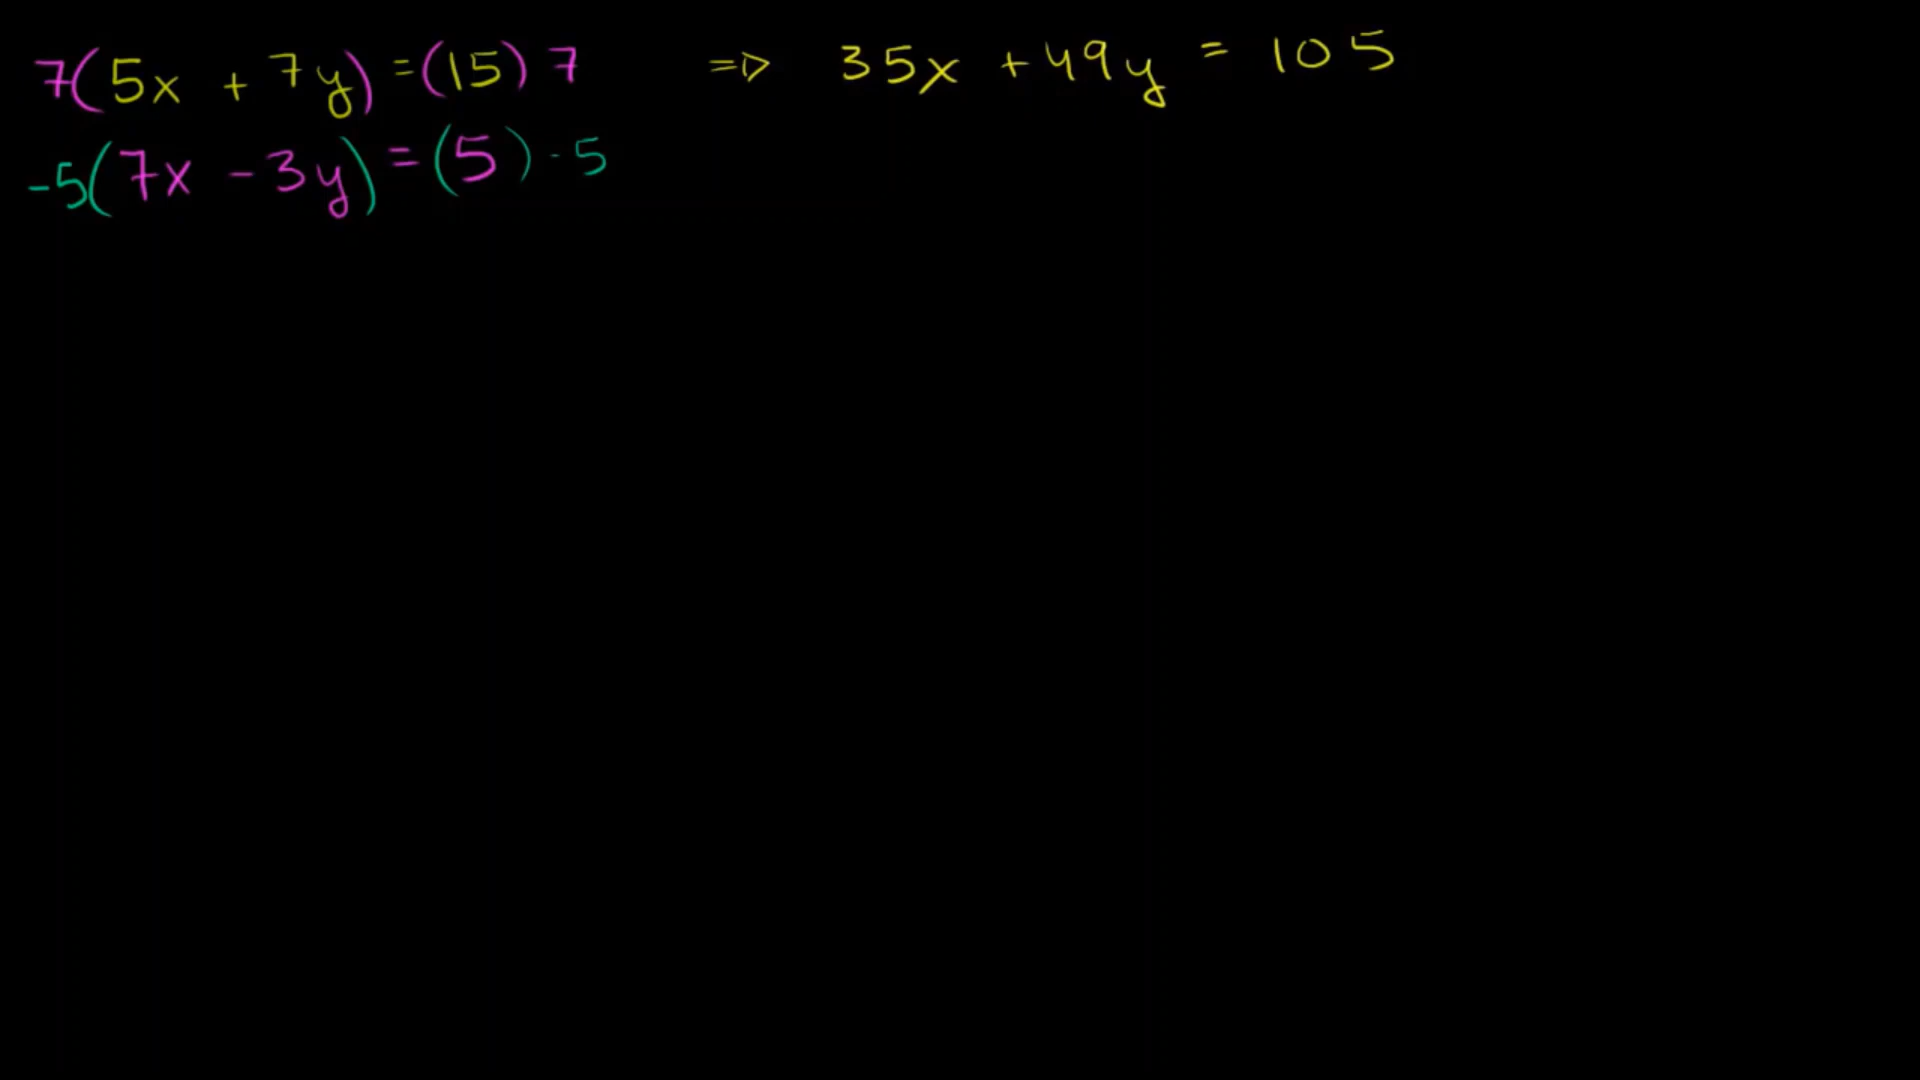 7(5x + 7y) = (15) 7 => 35x + 49y = 105
-5(7x - 3y) = (5) -5